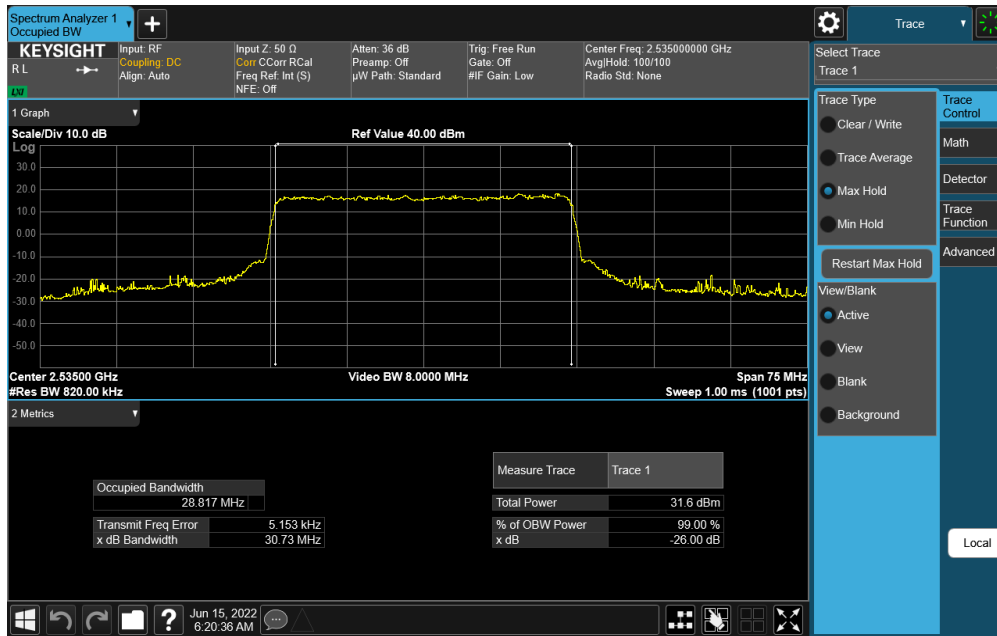 Spectrum Analyzer 1
Occupied BW
KEYSIGHT
R L
LXI
Input: RF
Coupling: DC
Align: Auto
Input Z: 50 Ω
Corr CCorr RCal
Freq Ref: Int (S)
NFE: Off
Atten: 36 dB
Preamp: Off
µW Path: Standard
Trig: Free Run
Gate: Off
#IF Gain: Low
Center Freq: 2.535000000 GHz
Avg|Hold: 100/100
Radio Std: None
1 Graph
Scale/Div 10.0 dB
Ref Value 40.00 dBm
Log
30.0
20.0
10.0
0.00
-10.0
-20.0
-30.0
-40.0
-50.0
Center 2.53500 GHz
Video BW 8.0000 MHz
Span 75 MHz
#Res BW 820.00 kHz
Sweep 1.00 ms (1001 pts)
2 Metrics
Measure Trace Trace 1
Occupied Bandwidth
28.817 MHz
Total Power 31.6 dBm
Transmit Freq Error 5.153 kHz
% of OBW Power 99.00 %
x dB Bandwidth 30.73 MHz
x dB -26.00 dB
Jun 15, 2022
6:20:36 AM
Trace
Select Trace
Trace 1
Trace Type
Clear / Write
Trace Average
Max Hold
Min Hold
Restart Max Hold
View/Blank
Active
View
Blank
Background
Trace
Control
Math
Detector
Trace
Function
Advanced
Local